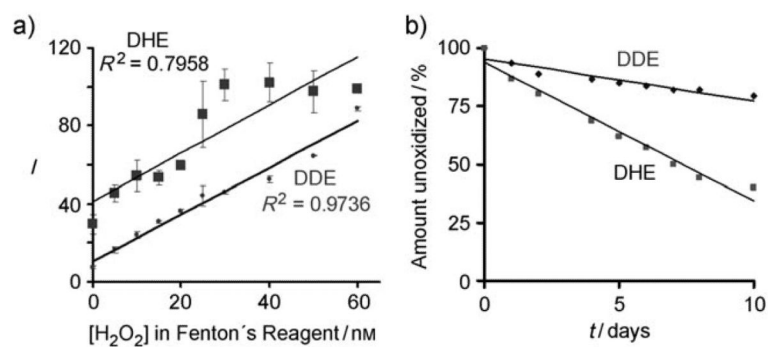 a)
DHE
R² = 0.7958
120
80
40
0
I
DDE
R² = 0.9736
0
20
40
60
[H₂O₂] in Fenton´s Reagent / nM
b)
100
75
50
25
0
Amount unoxidized / %
DDE
DHE
0
5
10
t / days